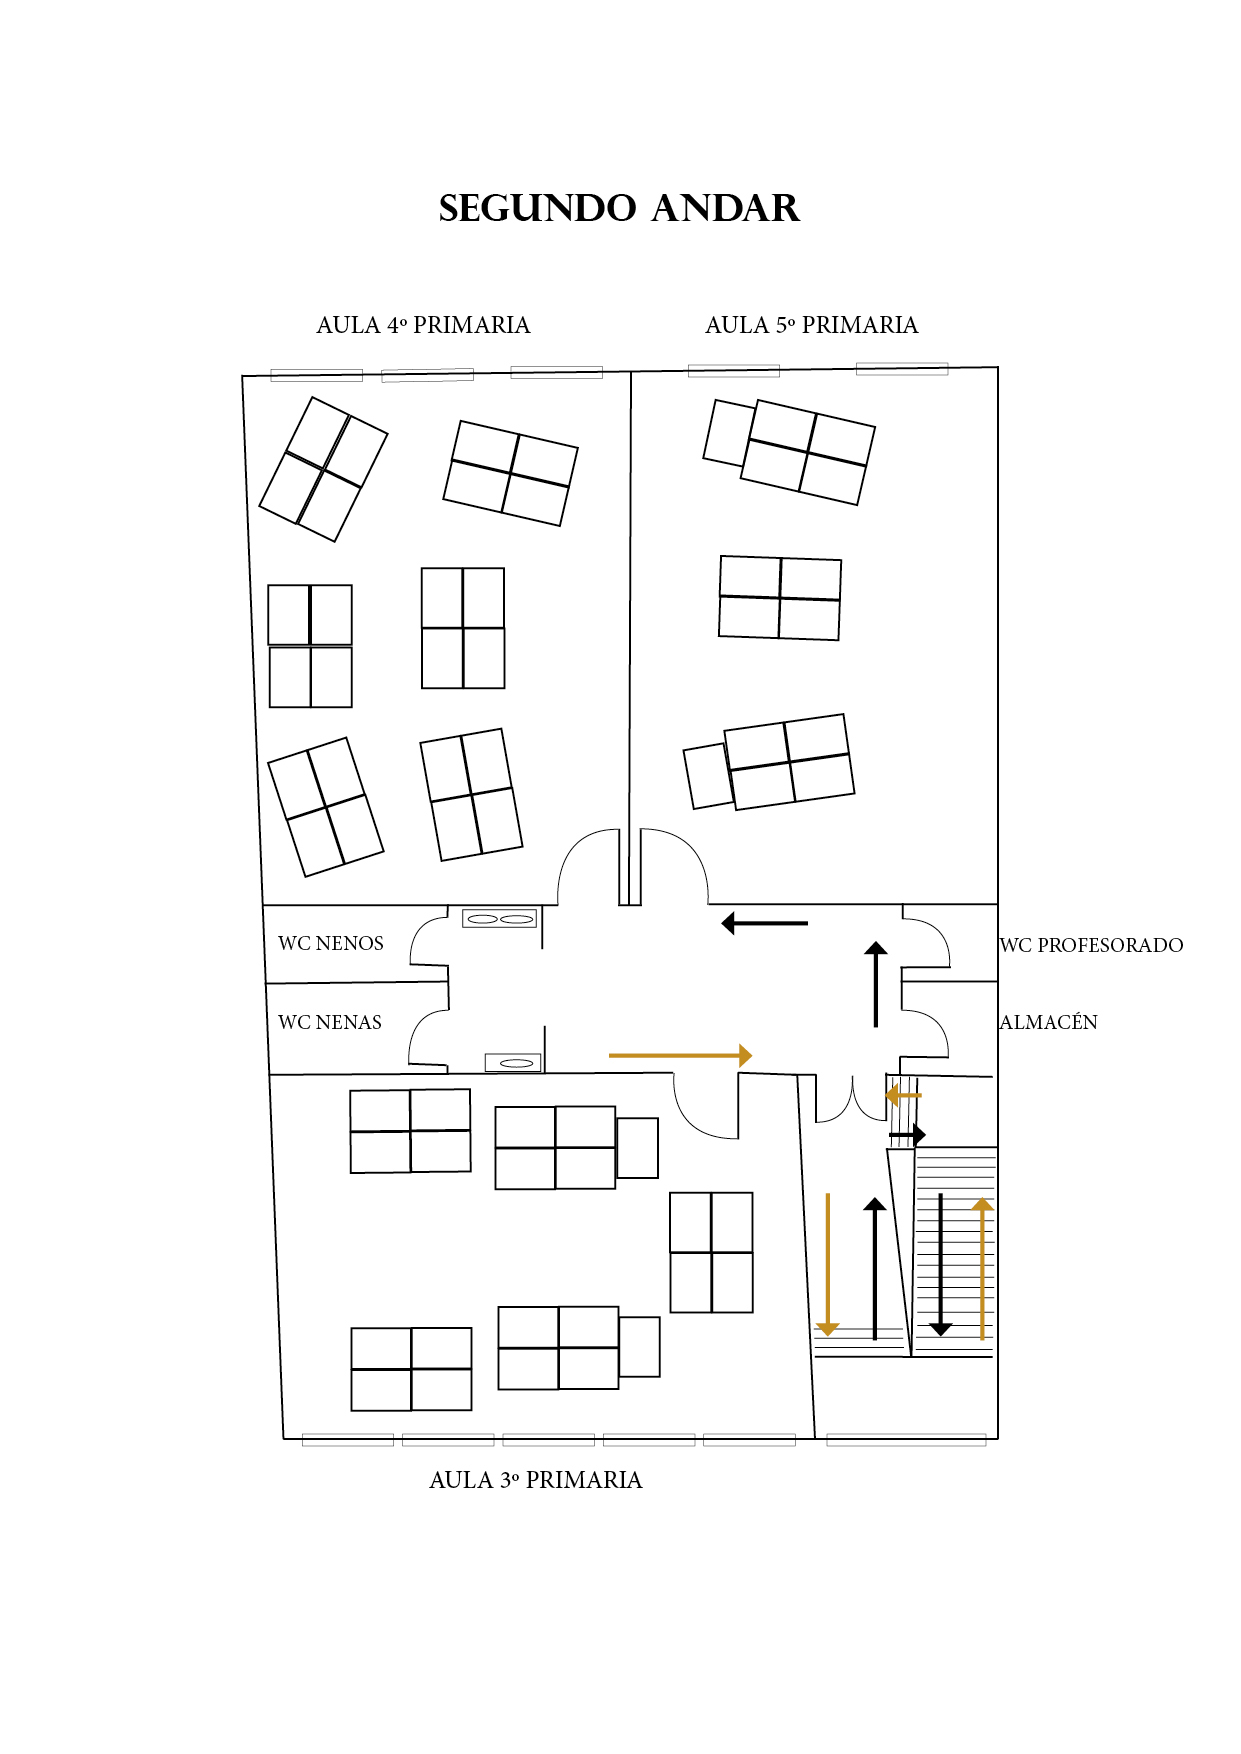 SEGUNDO ANDAR
AULA 4º PRIMARIA
AULA 5º PRIMARIA
WC NENOS
WC PROFESORADO
WC NENAS
ALMACÉN
AULA 3º PRIMARIA